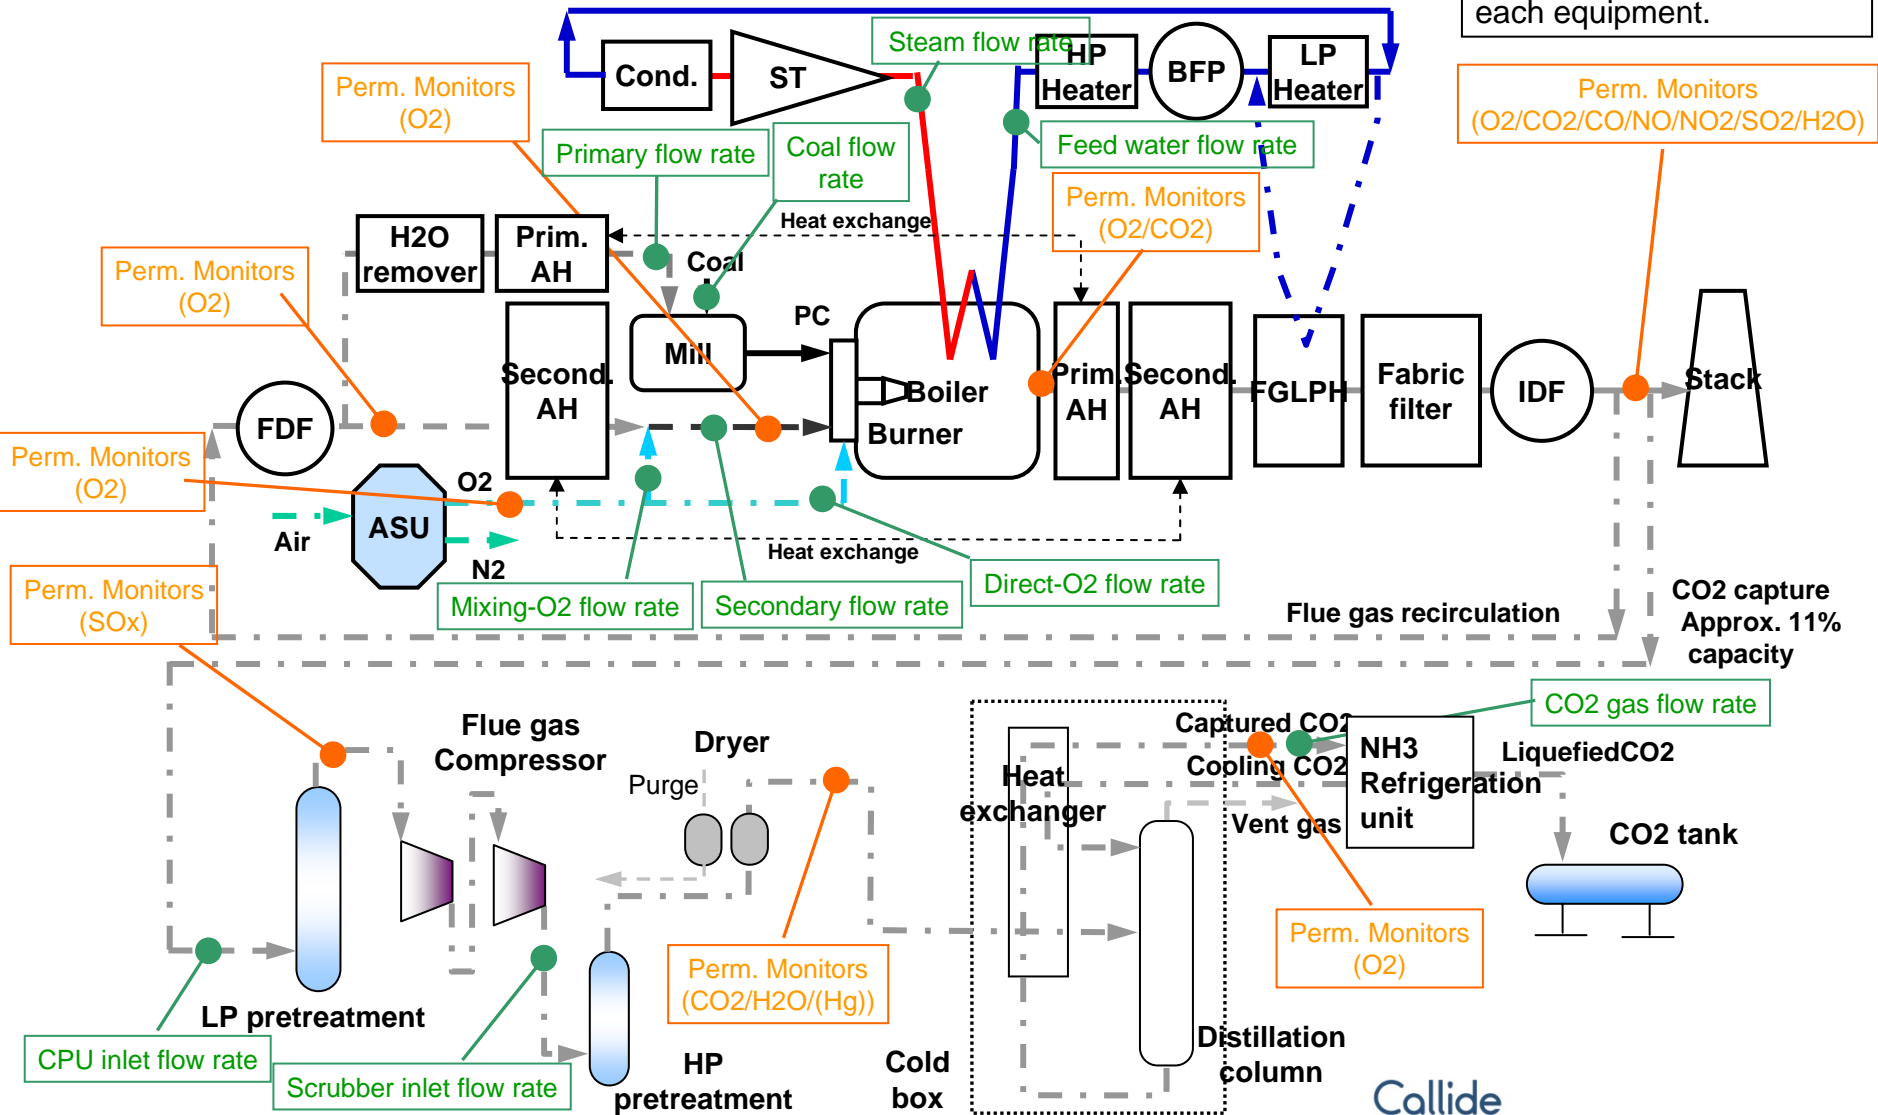 each equipment.
Steam flow rate
Cond.
ST
HP
Heater
BFP
LP
Heater
Perm. Monitors
(O2)
Perm. Monitors
(O2/CO2/CO/NO/NO2/SO2/H2O)
Primary flow rate
Coal flow
rate
Feed water flow rate
Perm. Monitors
(O2/CO2)
Heat exchange
H2O
remover
Prim.
AH
Coal
Perm. Monitors
(O2)
PC
Second.
AH
Mill
Boiler
Burner
Prim.
AH
Second.
AH
FGLPH
Fabric
filter
IDF
Stack
FDF
Perm. Monitors
(O2)
O2
ASU
Air
N2
Heat exchange
Perm. Monitors
(SOx)
Mixing-O2 flow rate
Secondary flow rate
Direct-O2 flow rate
Flue gas recirculation
CO2 capture
Approx. 11%
capacity
CO2 gas flow rate
Flue gas
Compressor
Dryer
Purge
Captured CO2
Cooling CO2
Heat
exchanger
Vent gas
NH3
Refrigeration
unit
LiquefiedCO2
CO2 tank
Perm. Monitors
(CO2/H2O/(Hg))
Perm. Monitors
(O2)
LP pretreatment
CPU inlet flow rate
Scrubber inlet flow rate
HP
pretreatment
Cold
box
Distillation
column
Callide